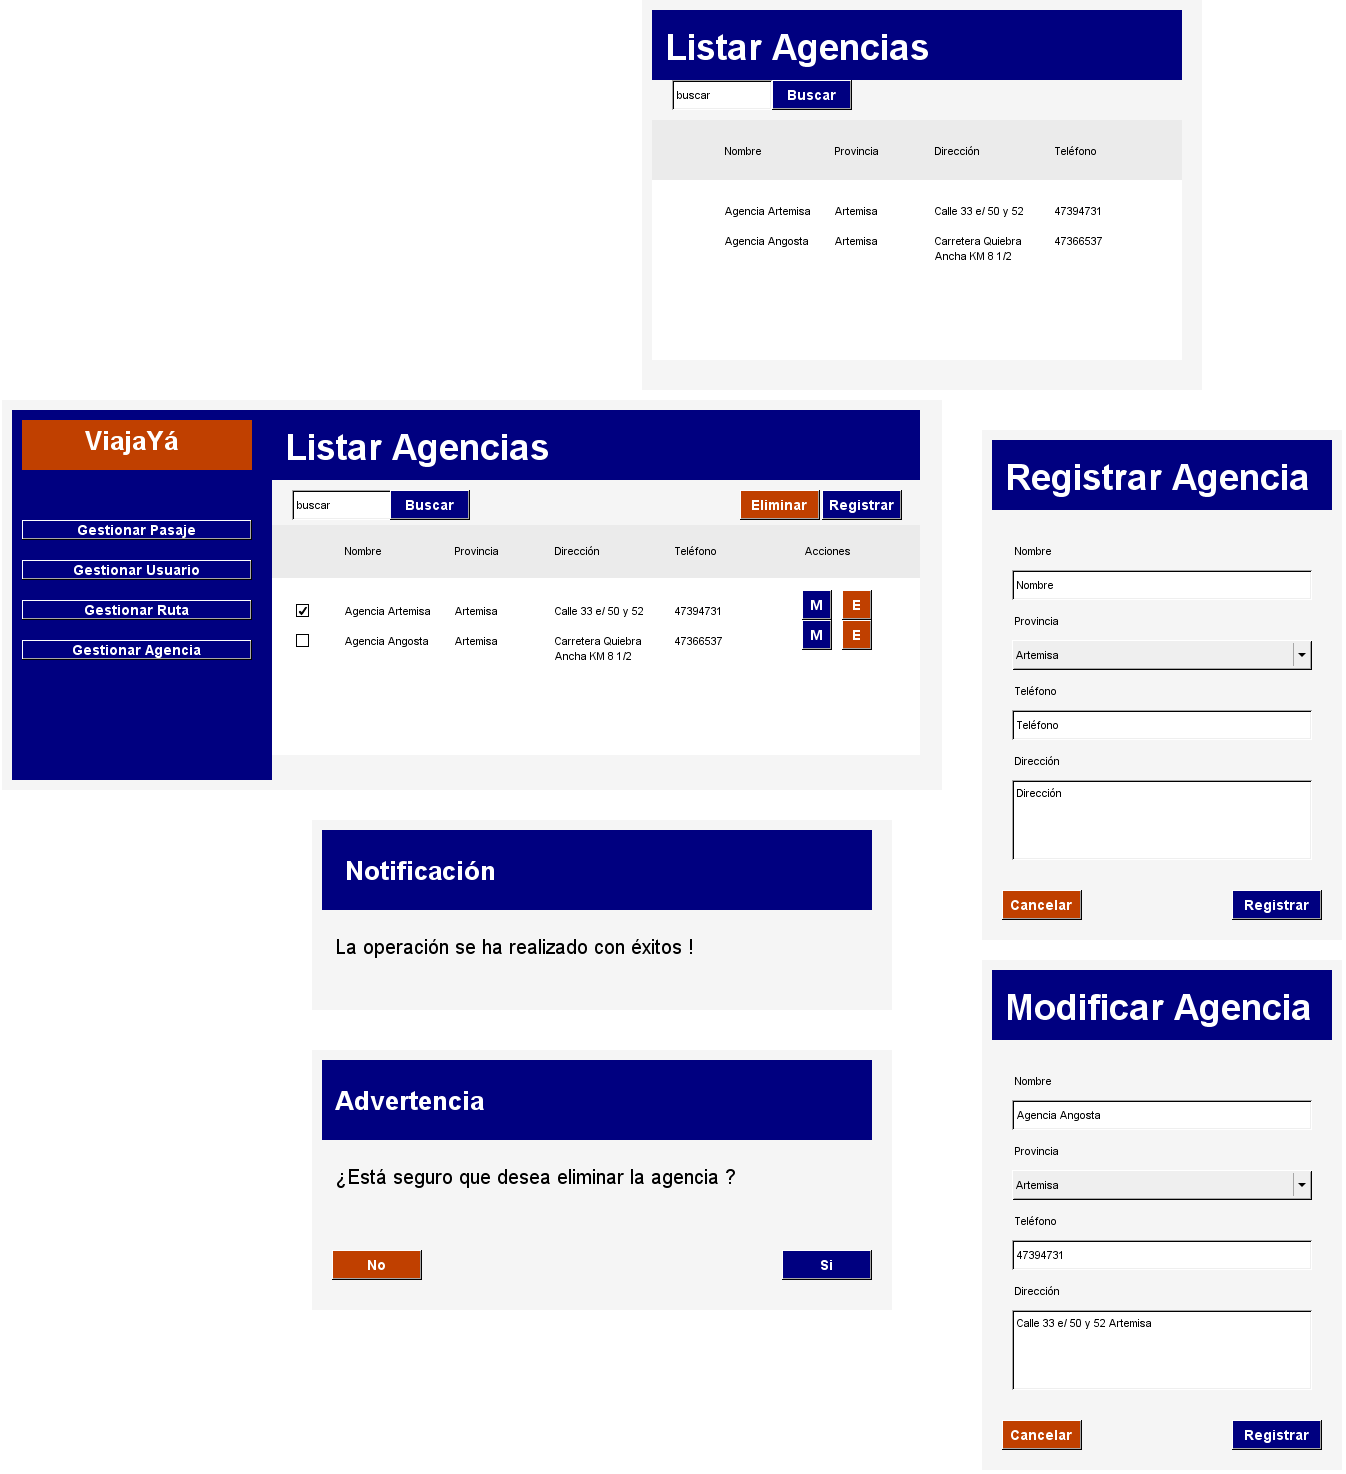 Listar Agencias
buscar Buscar
Nombre Provincia Dirección Teléfono
Agencia Artemisa Artemisa Calle 33 e/ 50 y 52 47394731
Agencia Angosta Artemisa Carretera Quiebra 47366537
Ancha KM 8 1/2
ViajaYá
Gestionar Pasaje
Gestionar Usuario
Gestionar Ruta
Gestionar Agencia
Listar Agencias
buscar Buscar Eliminar Registrar
Nombre Provincia Dirección Teléfono Acciones
Agencia Artemisa Artemisa Calle 33 e/ 50 y 52 47394731 M E
Agencia Angosta Artemisa Carretera Quiebra 47366537 M E
Ancha KM 8 1/2
Registrar Agencia
Nombre
Nombre
Provincia
Artemisa
Teléfono
Teléfono
Dirección
Dirección
Cancelar Registrar
Notificación
La operación se ha realizado con éxitos !
Advertencia
¿Está seguro que desea eliminar la agencia ?
No Si
Modificar Agencia
Nombre
Agencia Angosta
Provincia
Artemisa
Teléfono
47394731
Dirección
Calle 33 e/ 50 y 52 Artemisa
Cancelar Registrar